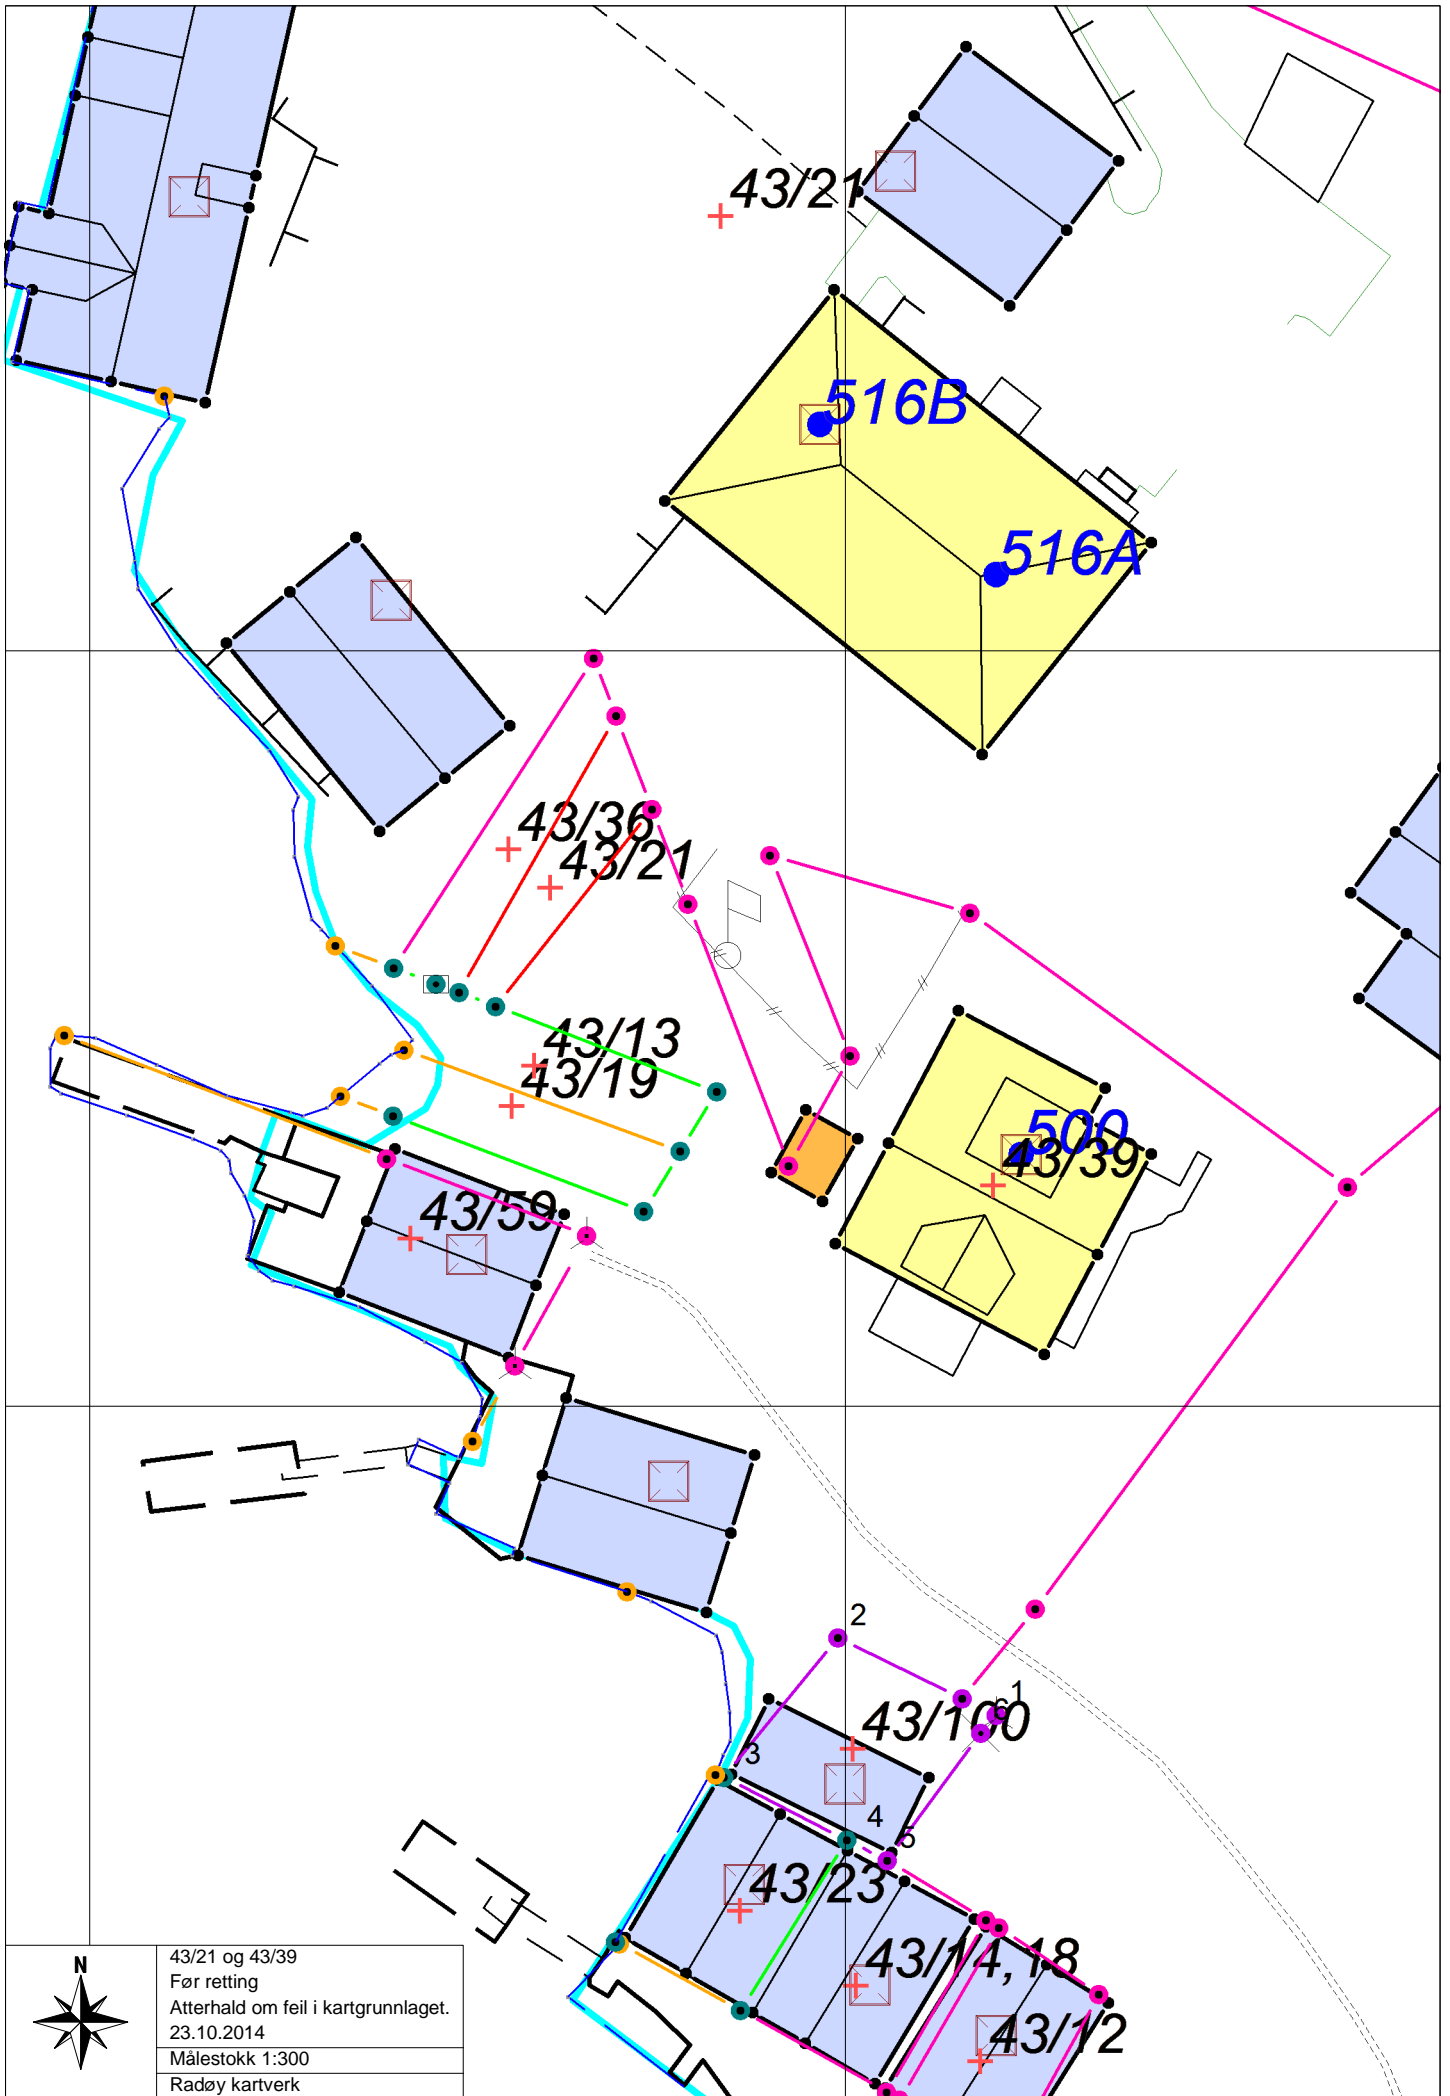 43/21
516B
516A
43/36
43/21
43/13
43/19
500
43/39
43/59
2
1
6
43/100
3
4
5
43/23
43/14,18
43/12
N
43/21 og 43/39
Før retting
Atterhald om feil i kartgrunnlaget.
23.10.2014
Målestokk 1:300
Radøy kartverk